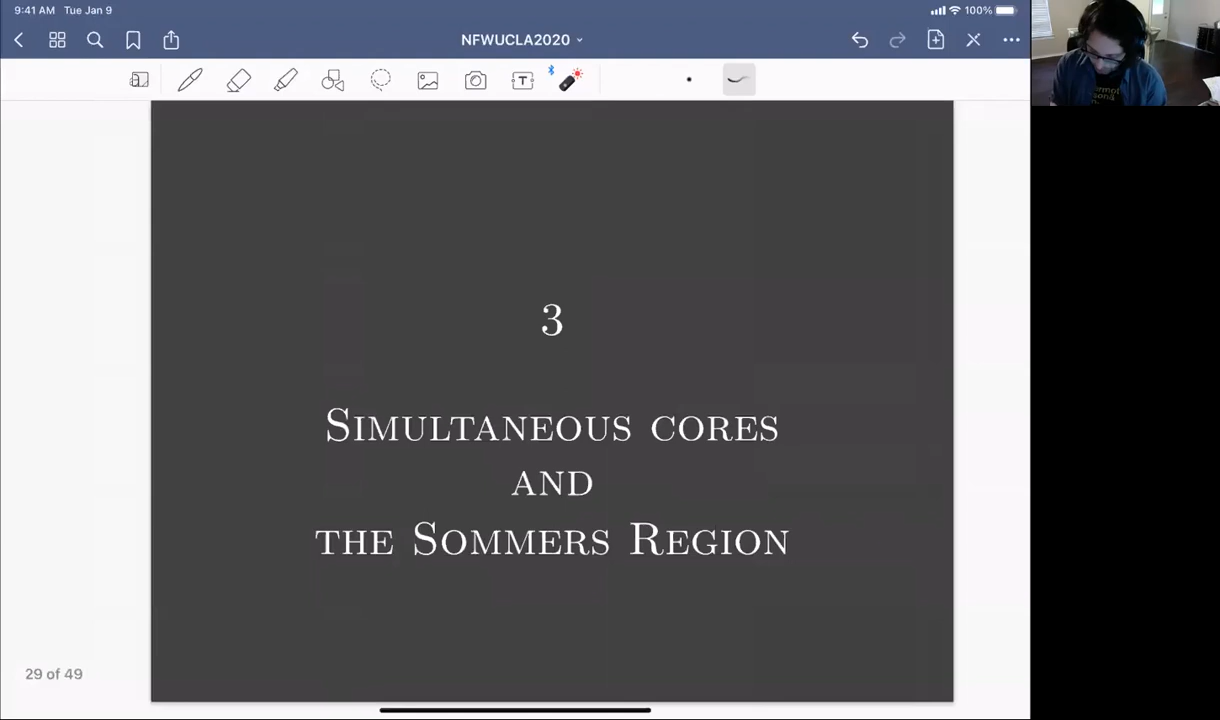 9:41 AM Tue Jan 9
100%
NFWUCLA2020
3
SIMULTANEOUS CORES
AND
THE SOMMERS REGION
29 of 49